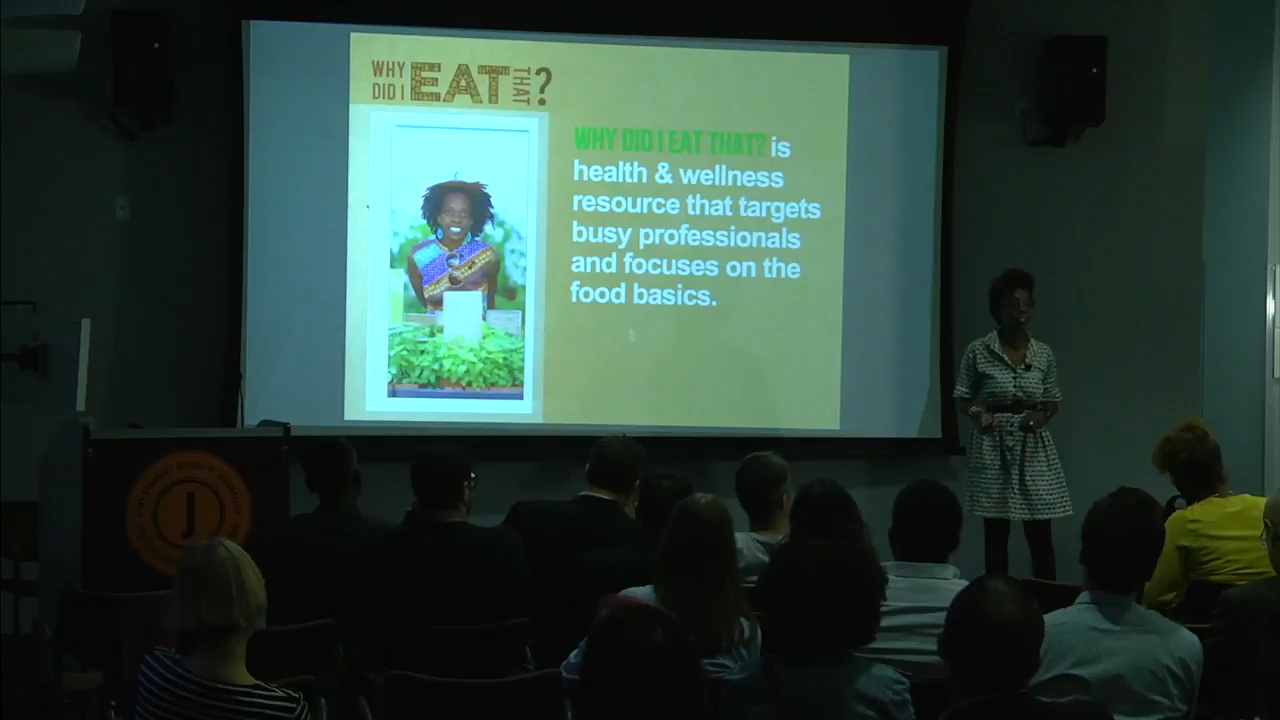 WHY
DID I
EAT
THAT
?
WHY DID I EAT THAT? is
health & wellness
resource that targets
busy professionals
and focuses on the
food basics.
J